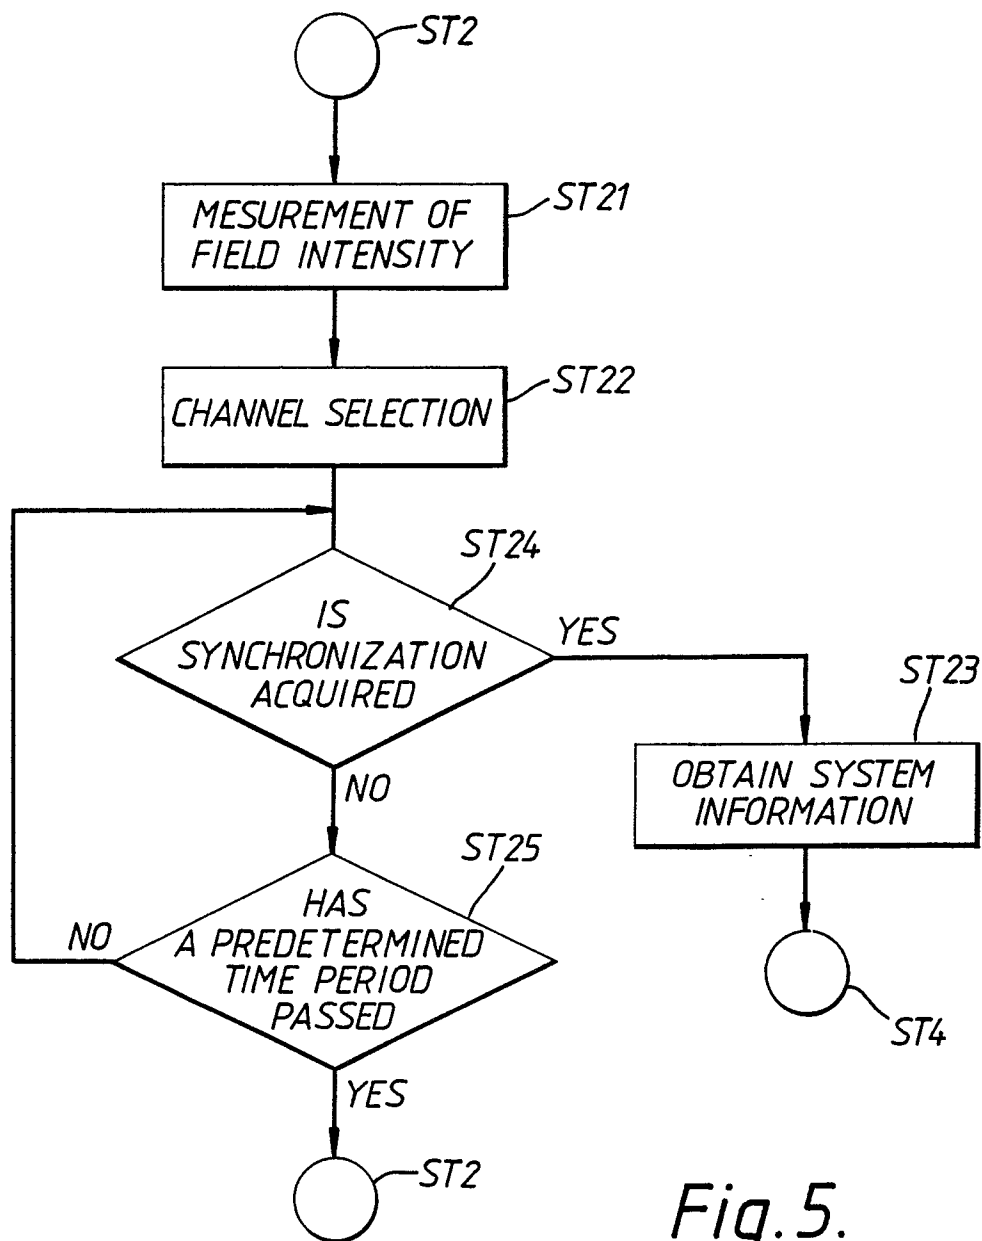 ST2
MESUREMENT OF
FIELD INTENSITY
ST21
CHANNEL SELECTION
ST22
IS
SYNCHRONIZATION
ACQUIRED
ST24
YES
NO
OBTAIN SYSTEM
INFORMATION
ST23
HAS
A PREDETERMINED
TIME PERIOD
PASSED
ST25
NO
YES
ST4
ST2
Fig. 5.